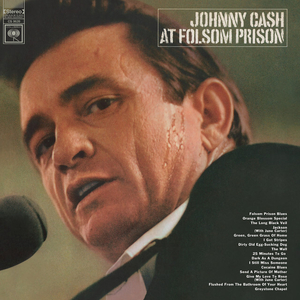 Stereo
JOHNNY CASH
AT FOLSOM PRISON
Folsom Prison Blues
Orange Blossom Special
The Long Black Veil
Jackson
(With June Carter)
Green, Green Grass Of Home
I Got Stripes
Dirty Old Egg-Sucking Dog
The Wall
25 Minutes To Go
Dark As A Dungeon
I Still Miss Someone
Cocaine Blues
Send A Picture Of Mother
Give My Love To Rose
(With June Carter)
Flushed From The Bathroom Of Your Heart
Greystone Chapel